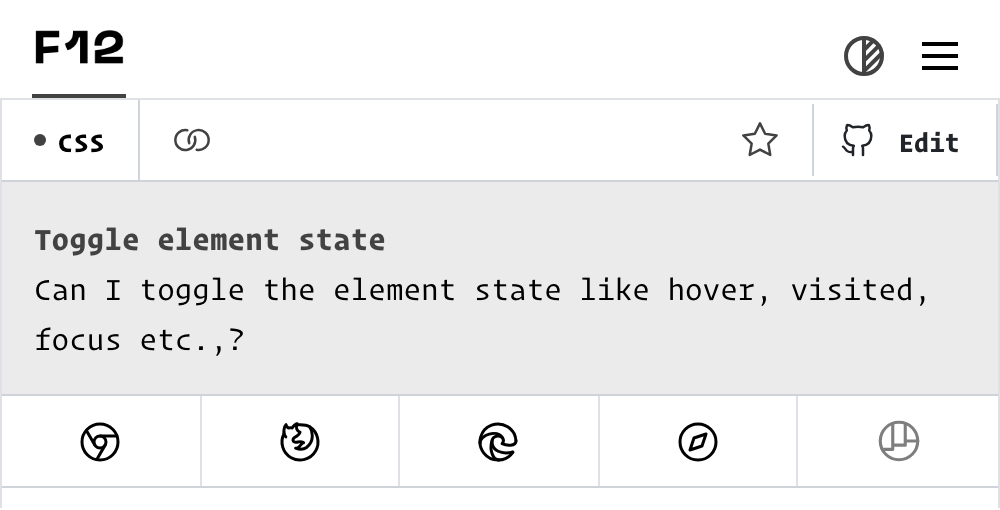 F12
CSS
Edit
Toggle element state
Can I toggle the element state like hover, visited,
focus etc.,?